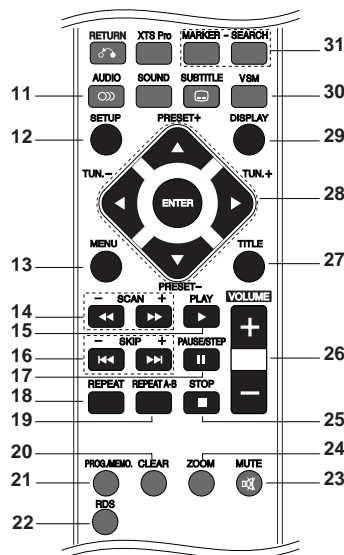 RETURN XTS Pro MARKER - SEARCH
31
AUDIO SOUND SUBTITLE VSM
11
30
SETUP PRESET+ DISPLAY
12
29
TUN.- TUN.+
ENTER
28
MENU TITLE
13
27
PRESET-
- SCAN + PLAY VOLUME
14
15
+
- SKIP + PAUSE/STEP
16
26
17
-
REPEAT REPEAT A-B STOP
18
19
25
20
24
PROG./MEMO. CLEAR ZOOM MUTE
21
23
RDS
22